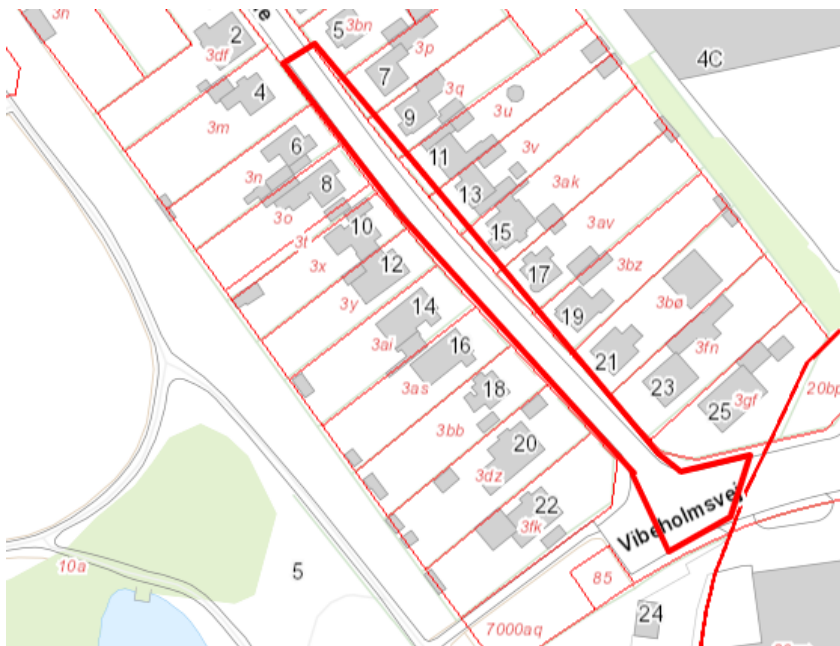 3n
2
3df
5
3bn
3p
4C
7
4
3q
9
3u
3m
11
3v
6
3n
8
13
3ak
3o
10
15
3av
3t
3x
12
17
3bz
3y
14
19
3bø
3ai
16
21
3fn
3as
18
23
20bp
3bb
25
3gf
20
3dz
22
3fk
Vibeholmsvej
10a
5
85
24
7000aq